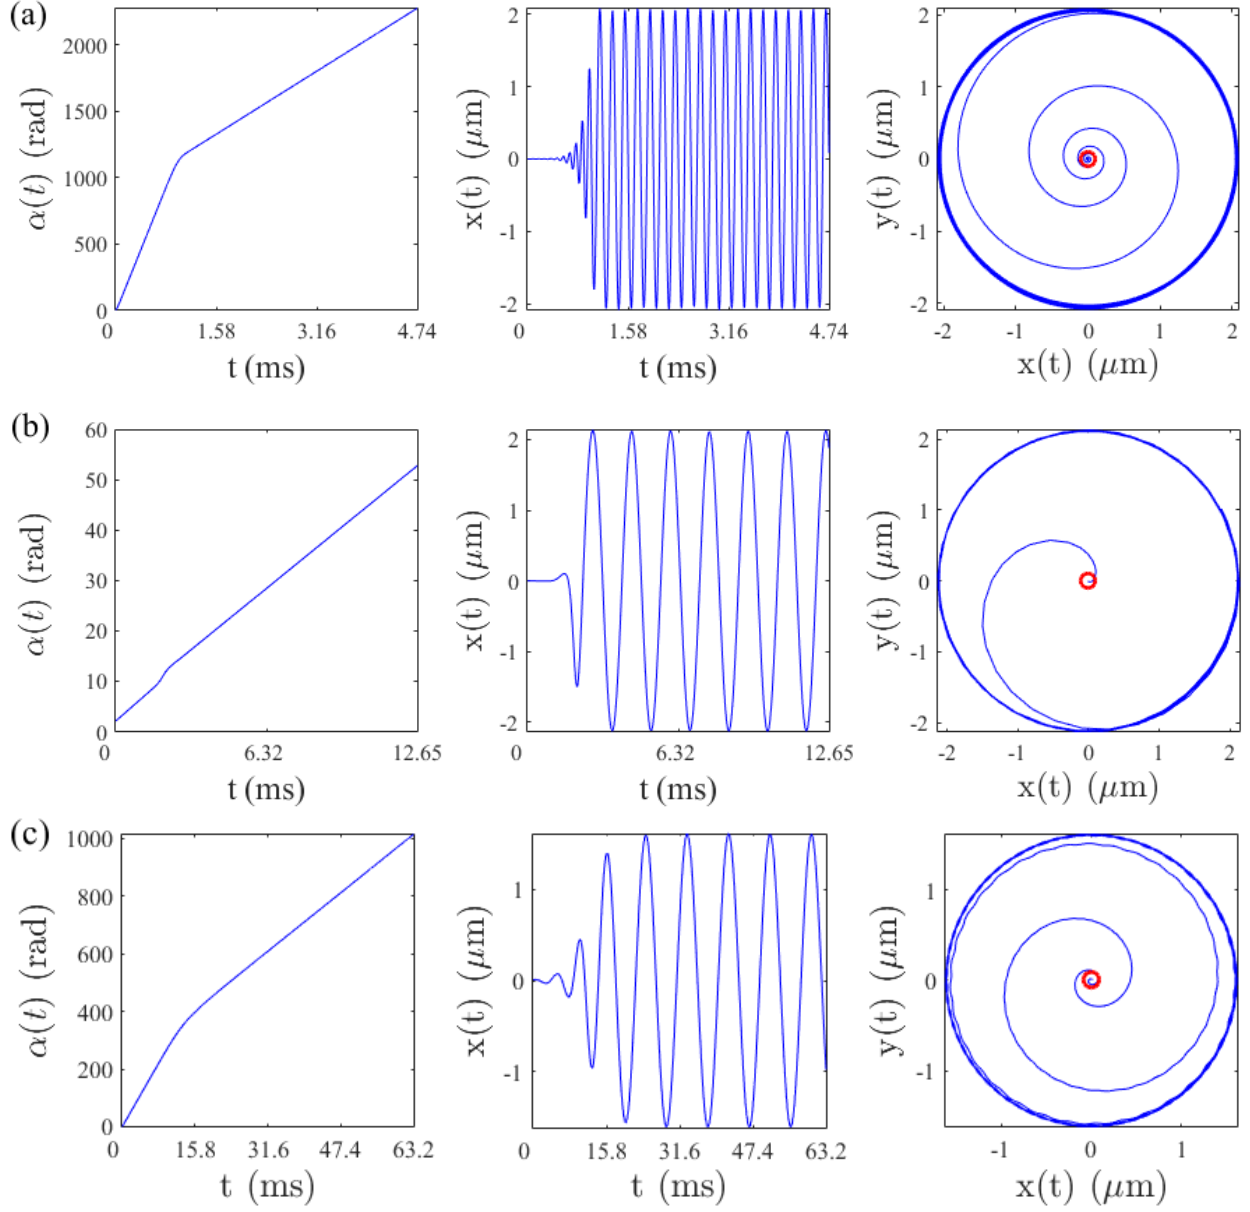 (a)
α(t) (rad)
2000
1500
1000
500
0
0 1.58 3.16 4.74
t (ms)
x(t) (μm)
2
1
0
-1
-2
0 1.58 3.16 4.74
t (ms)
y(t) (μm)
2
1
0
-1
-2
-2 -1 0 1 2
x(t) (μm)
(b)
α(t) (rad)
60
50
40
30
20
10
0
0 6.32 12.65
t (ms)
x(t) (μm)
2
1
0
-1
-2
0 6.32 12.65
t (ms)
y(t) (μm)
2
1
0
-1
-2
-2 -1 0 1 2
x(t) (μm)
(c)
α(t) (rad)
1000
800
600
400
200
0
0 15.8 31.6 47.4 63.2
t (ms)
x(t) (μm)
1
0
-1
0 15.8 31.6 47.4 63.2
t (ms)
y(t) (μm)
1
0
-1
-1 0 1
x(t) (μm)